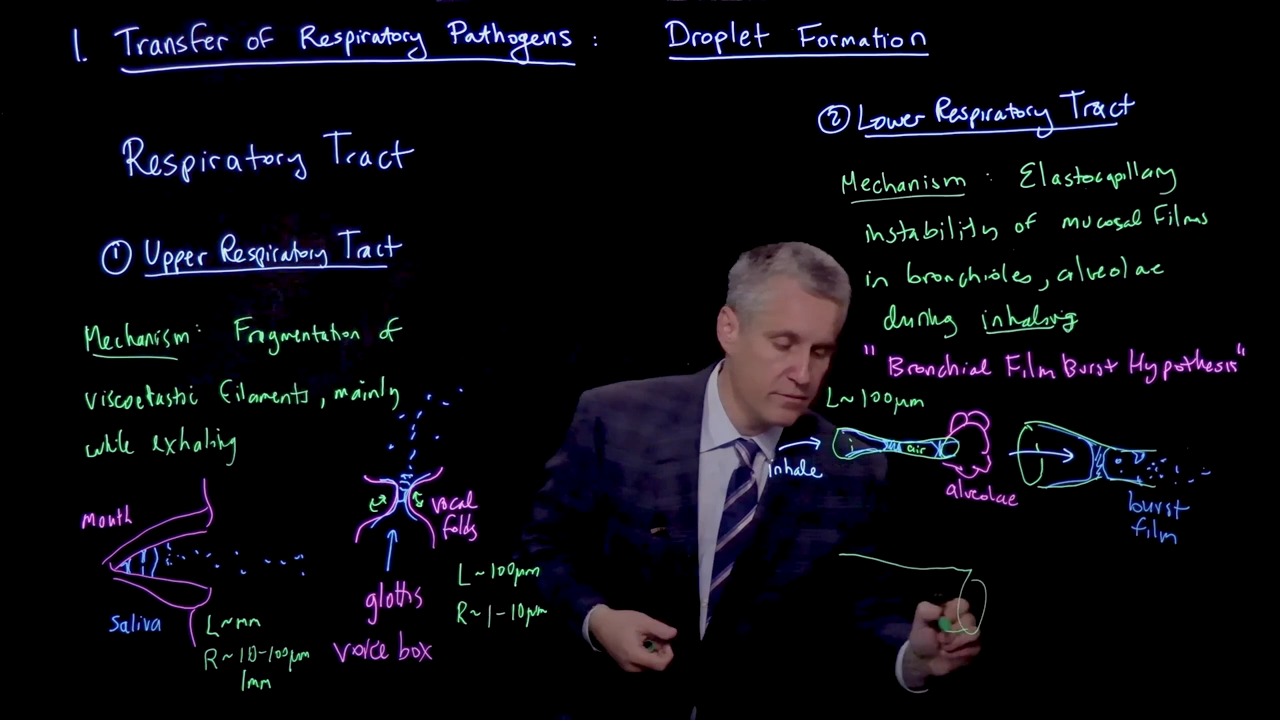 1. Transfer of Respiratory Pathogens : Droplet Formation
Respiratory Tract
① Upper Respiratory Tract
Mechanism: Fragmentation of
viscoelastic filaments, mainly
while exhaling
Mouth
Saliva
L~mm
R~10-100μm
1mm
vocal
folds
glottis
voice box
L~100μm
R~1-10μm
② Lower Respiratory Tract
Mechanism : Elastocapillary
instability of mucosal films
in bronchioles, alveolae
during inhaling
"Bronchial Film Burst Hypothesis"
L~100μm
inhale
air
alveolae
burst
film